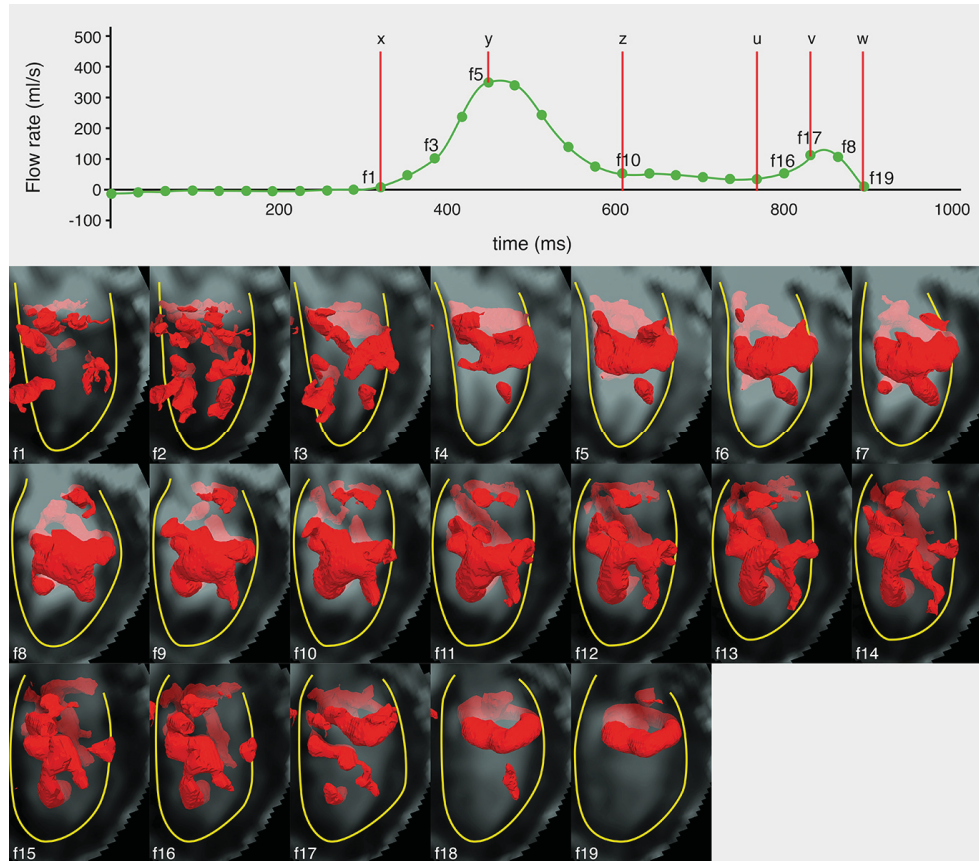 500
400
300
200
100
0
-100
Flow rate (ml/s)
x
y
z
u
v
w
f1
f3
f5
f10
f16
f17
f8
f19
200
400
600
800
1000
time (ms)
f1
f2
f3
f4
f5
f6
f7
f8
f9
f10
f11
f12
f13
f14
f15
f16
f17
f18
f19